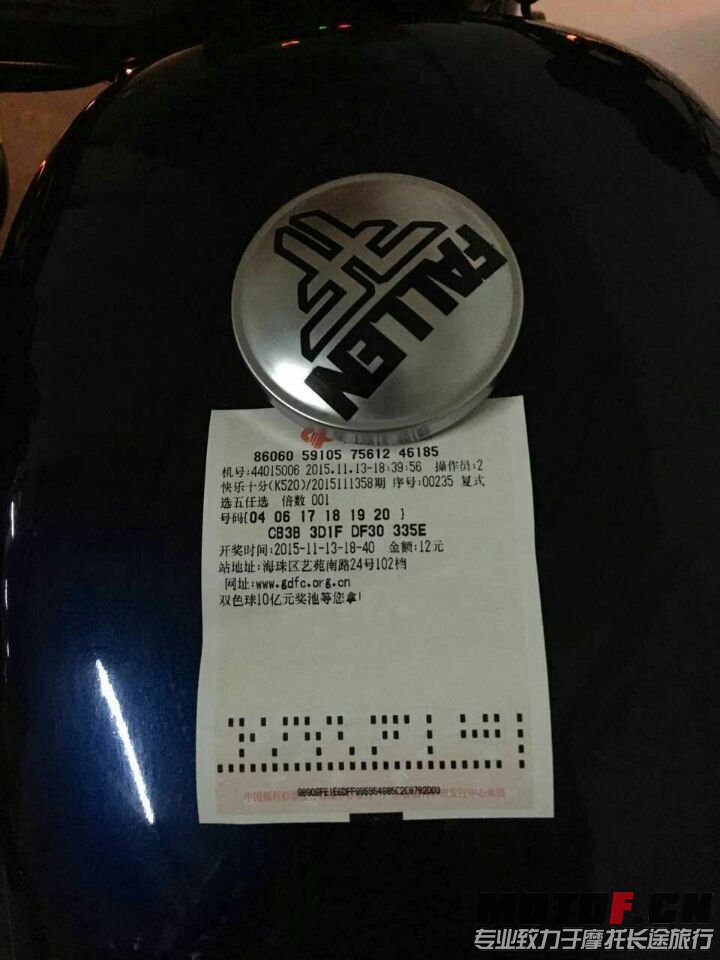 FALLEN
86060 59105 75612 46185
机号:44015006 2015.11.13-18:39:56 操作员:2
快乐十分(K520)/2015111358期 序号:00235 复式
选五任选 倍数 001
号码{04 06 17 18 19 20 }
CB3B 3D1F DF30 335E
开奖时间:2015-11-13-18-40 金额:12元
站地址:海珠区艺苑南路24号102档
网址:www.gdfc.org.cn
双色球10亿元奖池等您拿!
MOTOF.CN
专业致力于摩托长途旅行